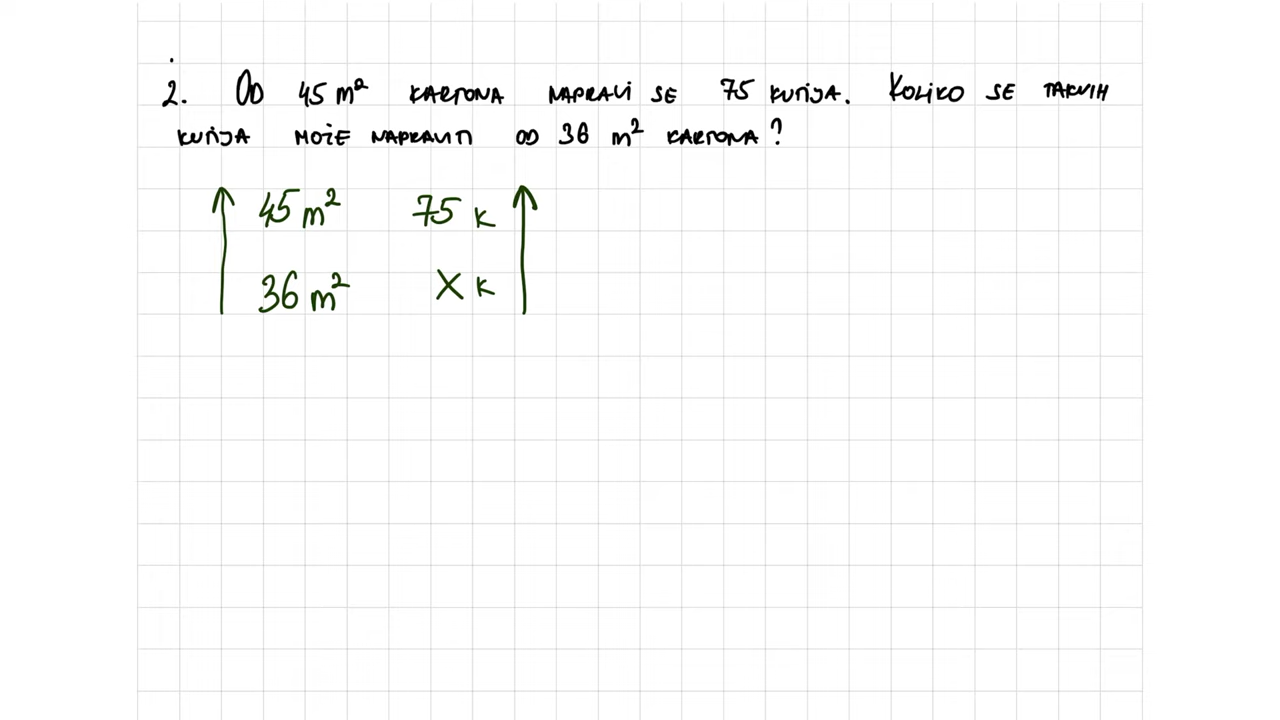 2. OD 45 m² KARTONA NAPRAVI SE 75 KUTIJA. KOLIKO SE TAKVIH
KUTIJA MOŽE NAPRAVITI OD 36 m² KARTONA?
45 m² 75 K
36 m² X K